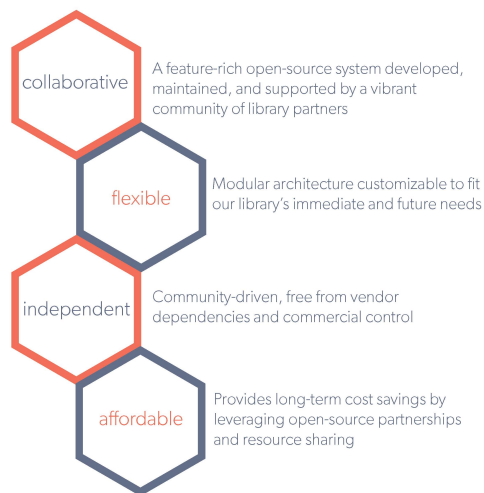 collaborative
A feature-rich open-source system developed,
maintained, and supported by a vibrant
community of library partners
flexible
Modular architecture customizable to fit
our library's immediate and future needs
independent
Community-driven, free from vendor
dependencies and commercial control
affordable
Provides long-term cost savings by
leveraging open-source partnerships
and resource sharing